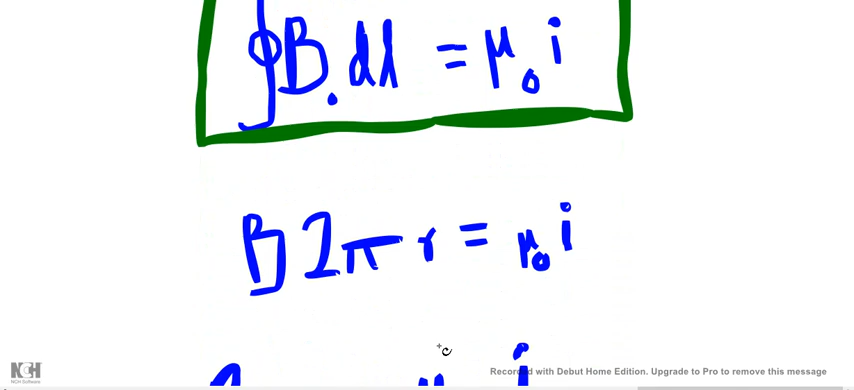 ∮B.dl = μ₀i
B2πr = μ₀i
NCH
NCH Software
Recorded with Debut Home Edition. Upgrade to Pro to remove this message